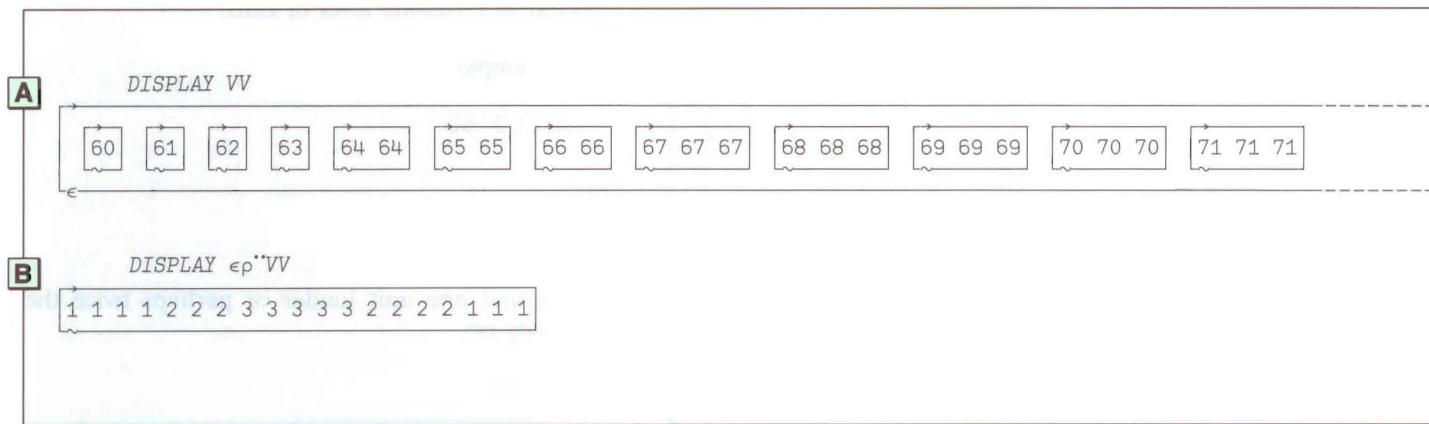 A
DISPLAY VV
60 61 62 63 64 64 65 65 66 66 67 67 67 68 68 68 69 69 69 70 70 70 71 71 71
B
DISPLAY ∊⍴¨VV
1 1 1 1 2 2 2 3 3 3 3 3 2 2 2 2 1 1 1